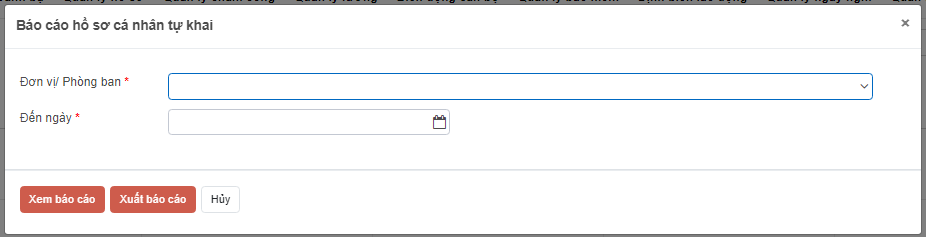 Báo cáo hồ sơ cá nhân tự khai ×
Đơn vị/ Phòng ban *
Đến ngày *
Xem báo cáo Xuất báo cáo Hủy